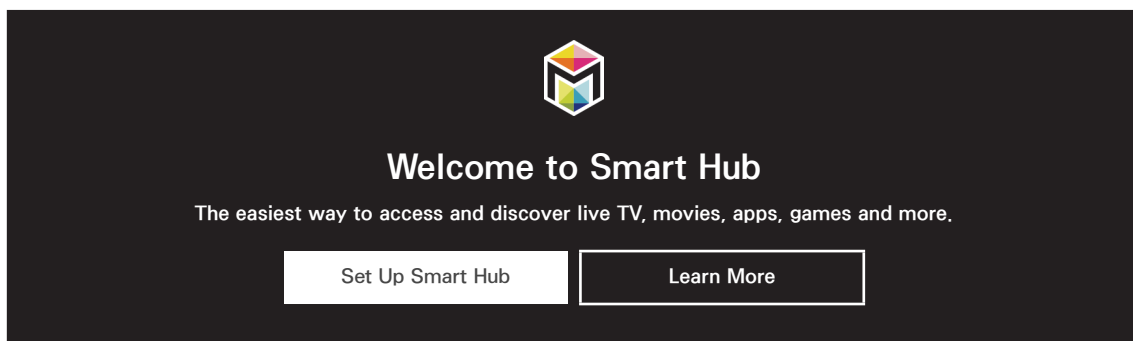 Welcome to Smart Hub
The easiest way to access and discover live TV, movies, apps, games and more.
Set Up Smart Hub
Learn More